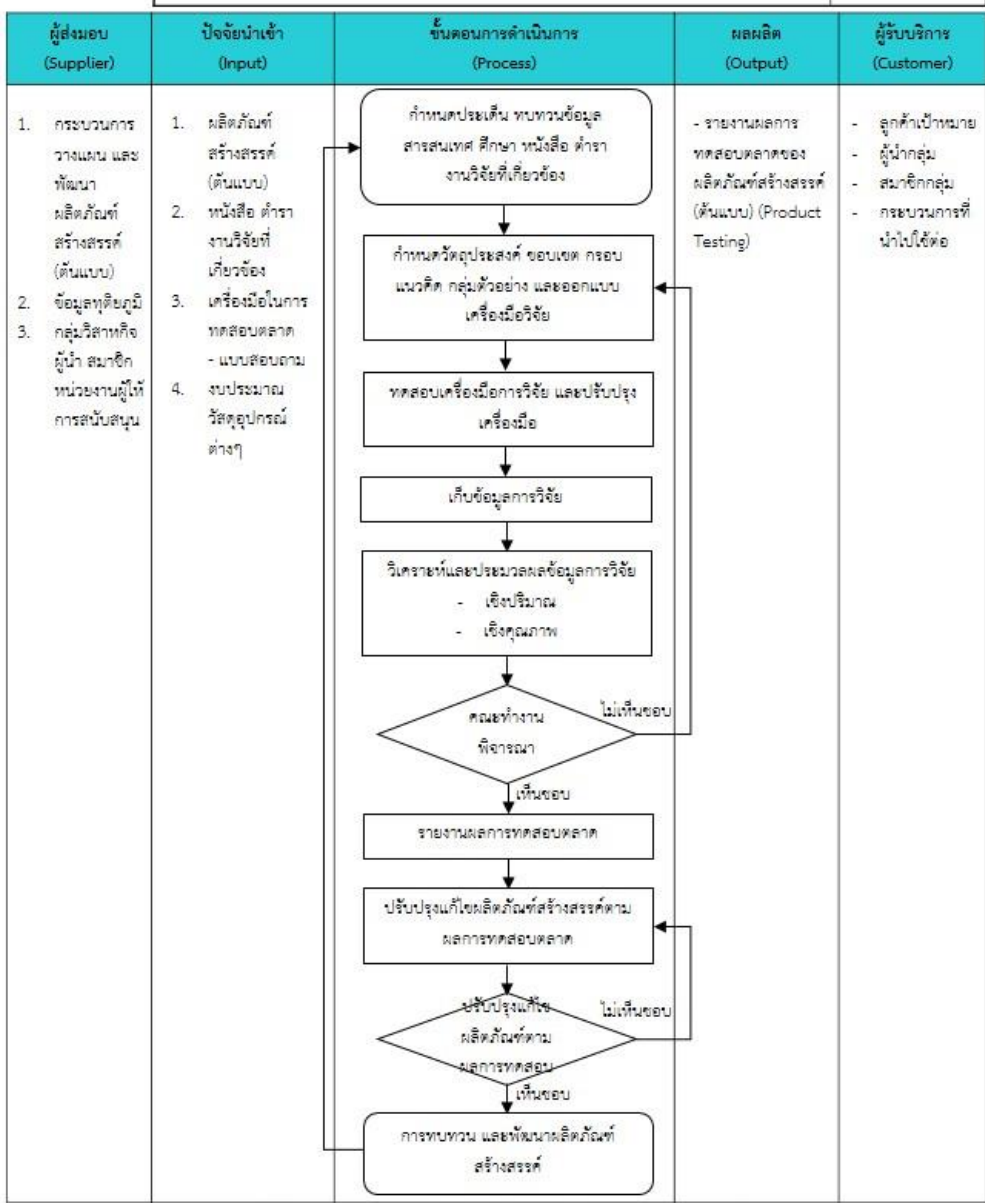 ผู้ส่งมอบ
(Supplier)
ปัจจัยนำเข้า
(Input)
ขั้นตอนการดำเนินการ
(Process)
ผลผลิต
(Output)
ผู้รับบริการ
(Customer)
1. กระบวนการ
วางแผน และ
พัฒนา
ผลิตภัณฑ์
สร้างสรรค์
(ต้นแบบ)
2. ข้อมูลทุติยภูมิ
3. กลุ่มวิสาหกิจ
ผู้นำ สมาชิก
หน่วยงานผู้ให้
การสนับสนุน
1. ผลิตภัณฑ์
สร้างสรรค์
(ต้นแบบ)
2. หนังสือ ตำรา
งานวิจัยที่
เกี่ยวข้อง
3. เครื่องมือในการ
ทดสอบตลาด
- แบบสอบถาม
4. งบประมาณ
วัสดุอุปกรณ์
ต่างๆ
กำหนดประเด็น ทบทวนข้อมูล
สารสนเทศ ศึกษา หนังสือ ตำรา
งานวิจัยที่เกี่ยวข้อง
กำหนดวัตถุประสงค์ ขอบเขต กรอบ
แนวคิด กลุ่มตัวอย่าง และออกแบบ
เครื่องมือวิจัย
ทดสอบเครื่องมือการวิจัย และปรับปรุง
เครื่องมือ
เก็บข้อมูลการวิจัย
วิเคราะห์และประมวลผลข้อมูลการวิจัย
- เชิงปริมาณ
- เชิงคุณภาพ
คณะทำงาน
พิจารณา
ไม่เห็นชอบ
เห็นชอบ
รายงานผลการทดสอบตลาด
ปรับปรุงแก้ไขผลิตภัณฑ์สร้างสรรค์ตาม
ผลการทดสอบตลาด
ปรับปรุงแก้ไข
ผลิตภัณฑ์ตาม
ผลการทดสอบ
ไม่เห็นชอบ
เห็นชอบ
การทบทวน และพัฒนาผลิตภัณฑ์
สร้างสรรค์
- รายงานผลการ
ทดสอบตลาดของ
ผลิตภัณฑ์สร้างสรรค์
(ต้นแบบ) (Product
Testing)
- ลูกค้าเป้าหมาย
- ผู้นำกลุ่ม
- สมาชิกกลุ่ม
- กระบวนการที่
นำไปใช้ต่อ